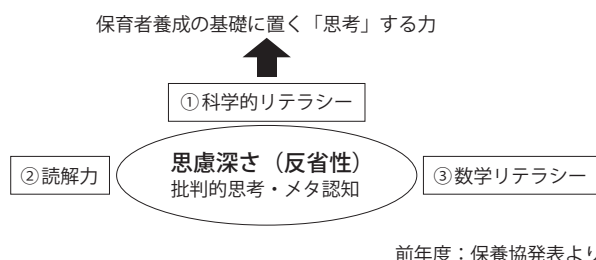 保育者養成の基礎に置く「思考」する力
①科学的リテラシー
思慮深さ（反省性）
②読解力
批判的思考・メタ認知
③数学リテラシー
前年度：保養協発表より